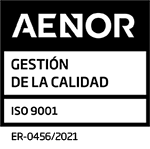 AENOR
GESTIÓN
DE LA CALIDAD
ISO 9001
ER-0456/2021